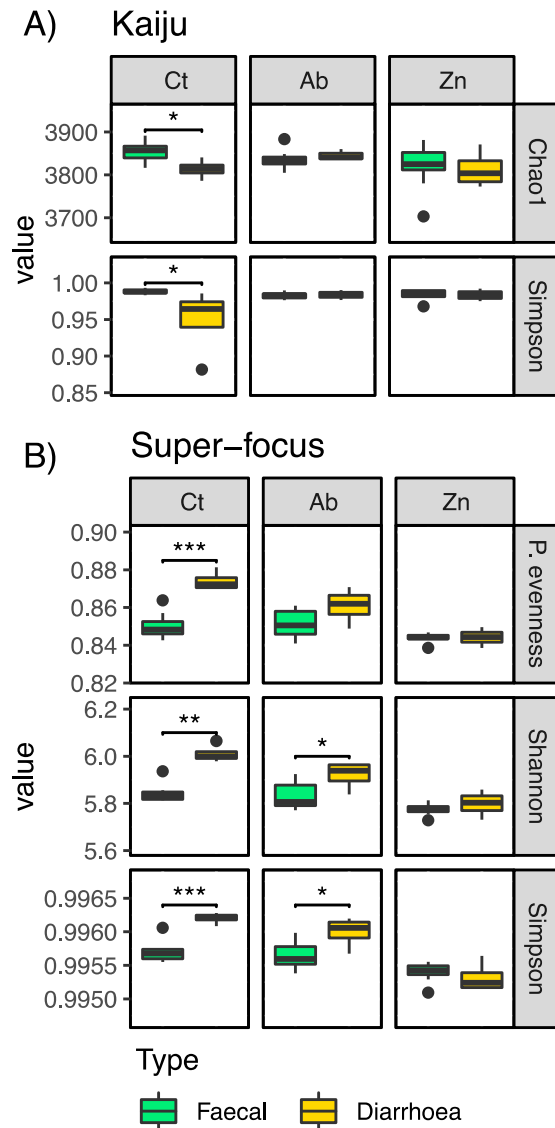 A) Kaiju
Ct Ab Zn
*
3900
3800
3700
Chao1
value
*
1.00
0.95
0.90
0.85
Simpson
B) Super−focus
Ct Ab Zn
0.90
0.88
0.86
0.84
0.82
***
P. evenness
value
6.2
6.0
5.8
5.6
** *
Shannon
0.9965
0.9960
0.9955
0.9950
*** *
Simpson
Type
Faecal Diarrhoea